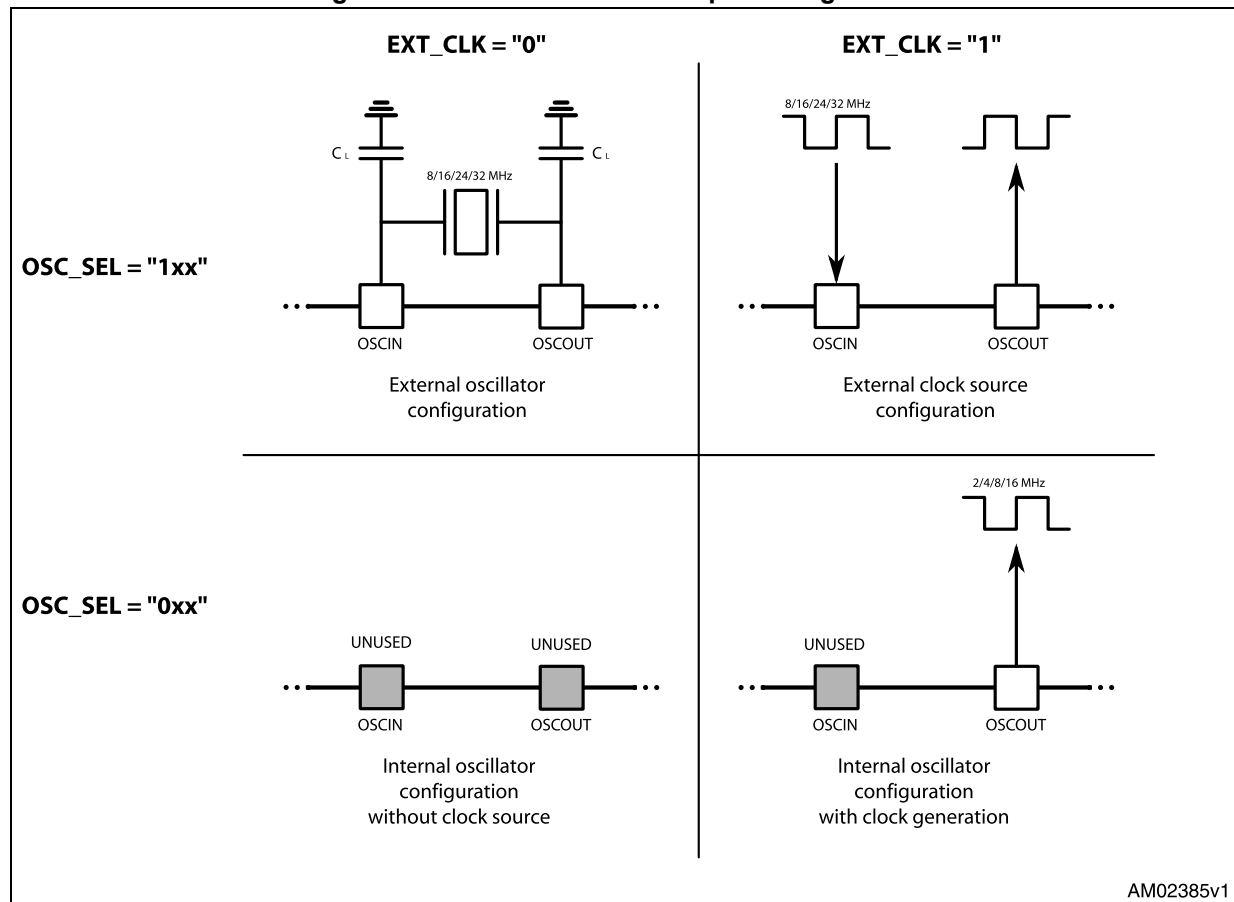 EXT_CLK = "0"
EXT_CLK = "1"
OSC_SEL = "1xx"
C L
C L
8/16/24/32 MHz
OSCIN
OSCOUT
External oscillator
configuration
8/16/24/32 MHz
OSCIN
OSCOUT
External clock source
configuration
OSC_SEL = "0xx"
UNUSED
UNUSED
OSCIN
OSCOUT
Internal oscillator
configuration
without clock source
2/4/8/16 MHz
UNUSED
OSCIN
OSCOUT
Internal oscillator
configuration
with clock generation
AM02385v1